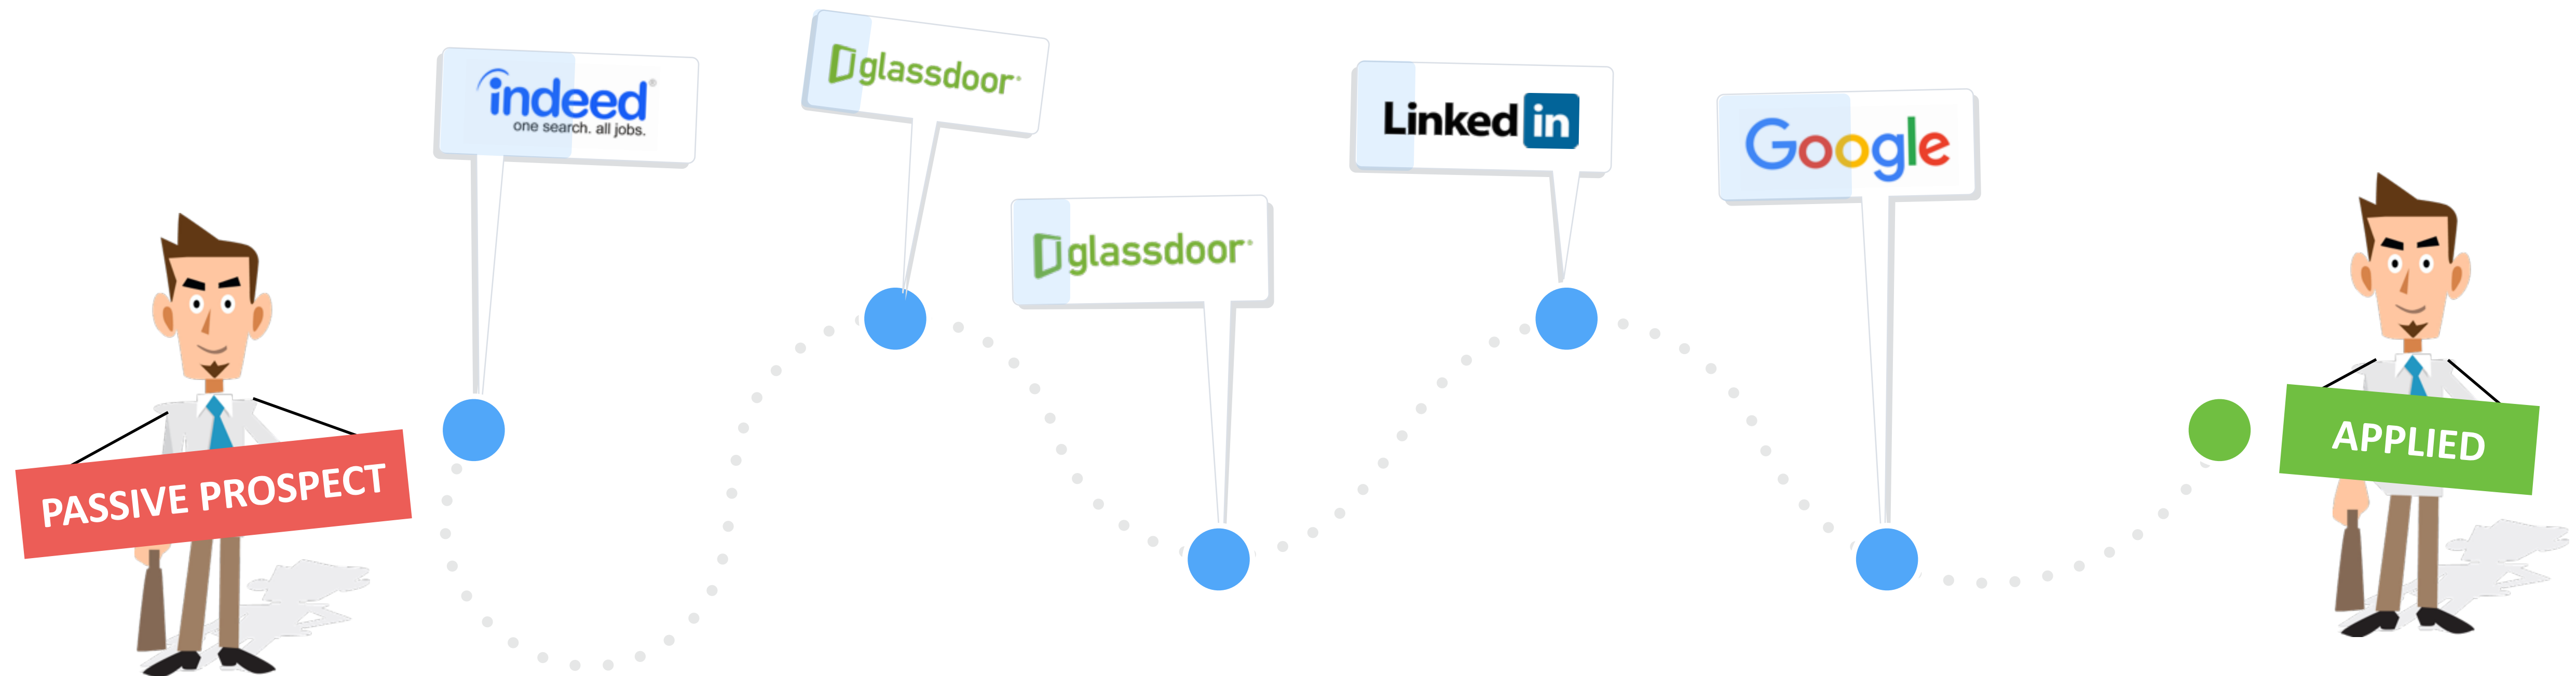 indeed®
one search. all jobs.
glassdoor
glassdoor
Linked in
Google
PASSIVE PROSPECT
APPLIED